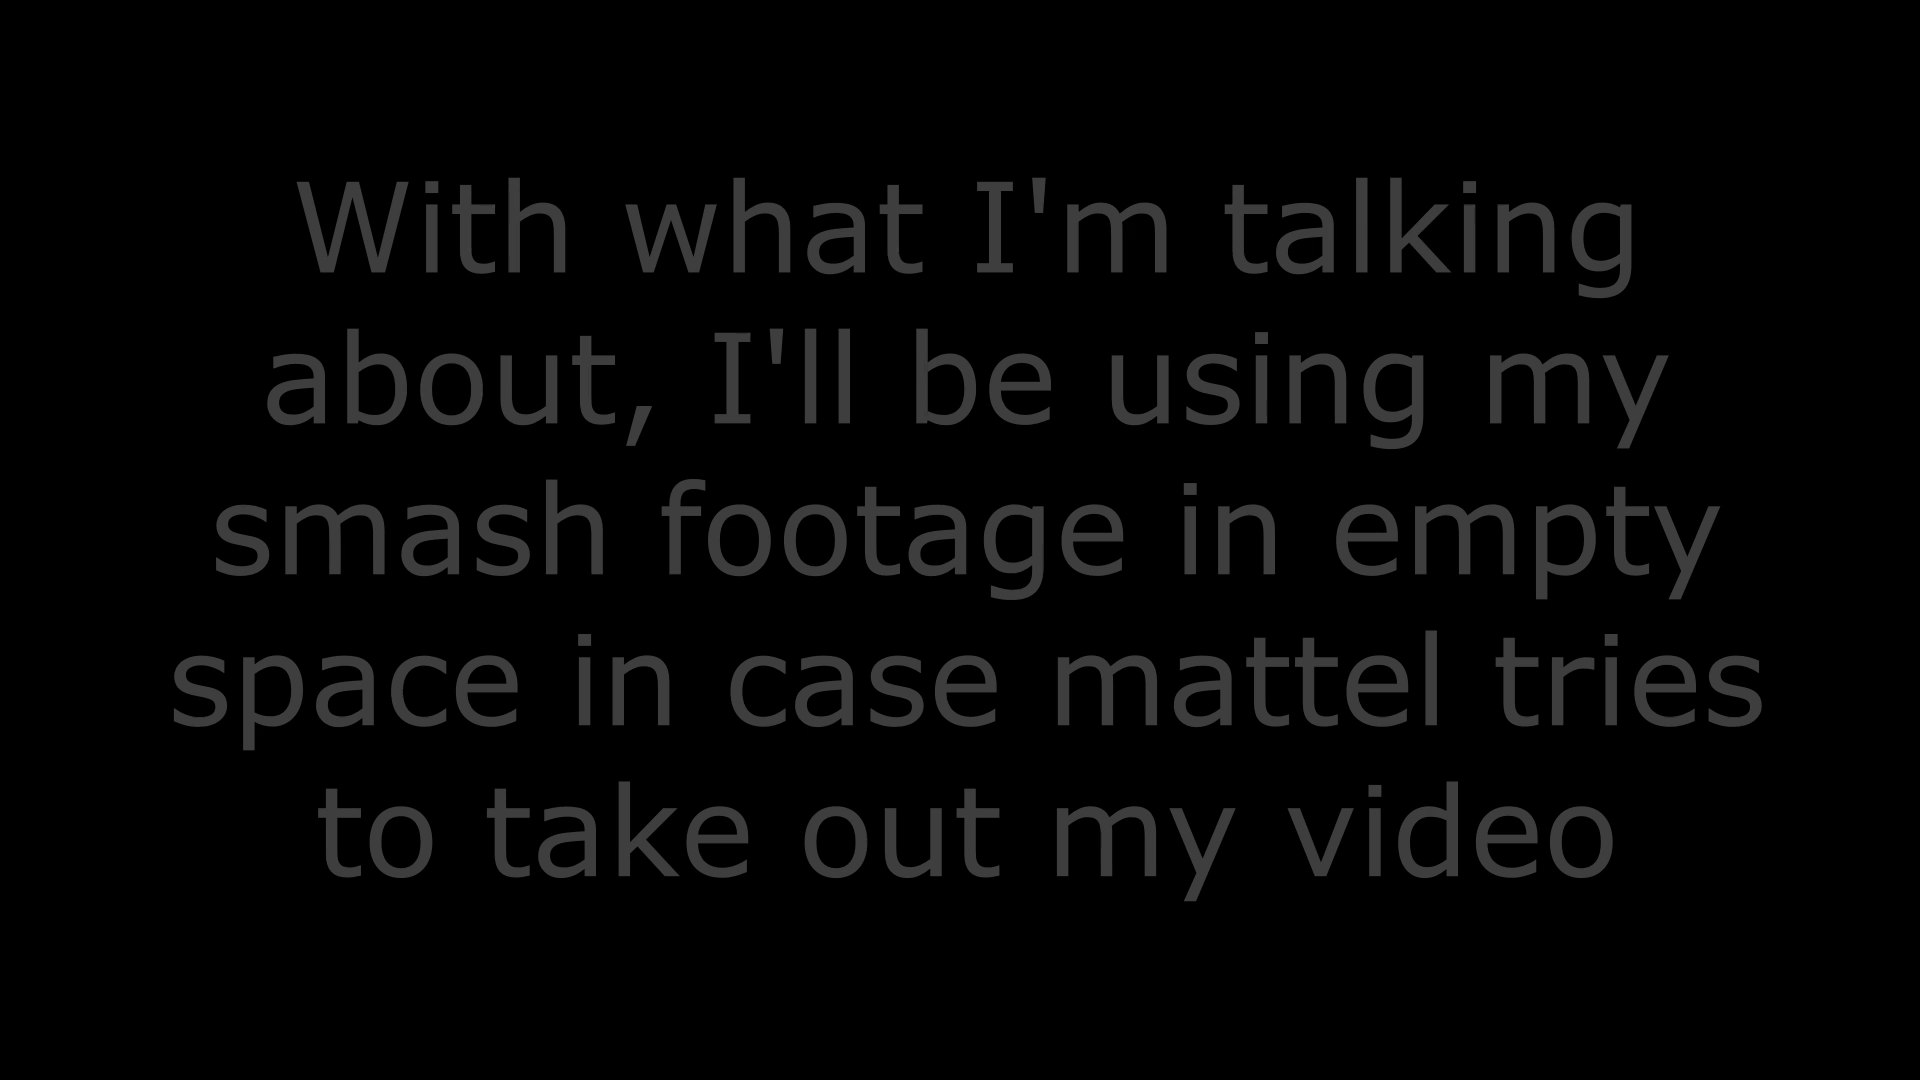 With what I'm talking
about, I'll be using my
smash footage in empty
space in case mattel tries
to take out my video